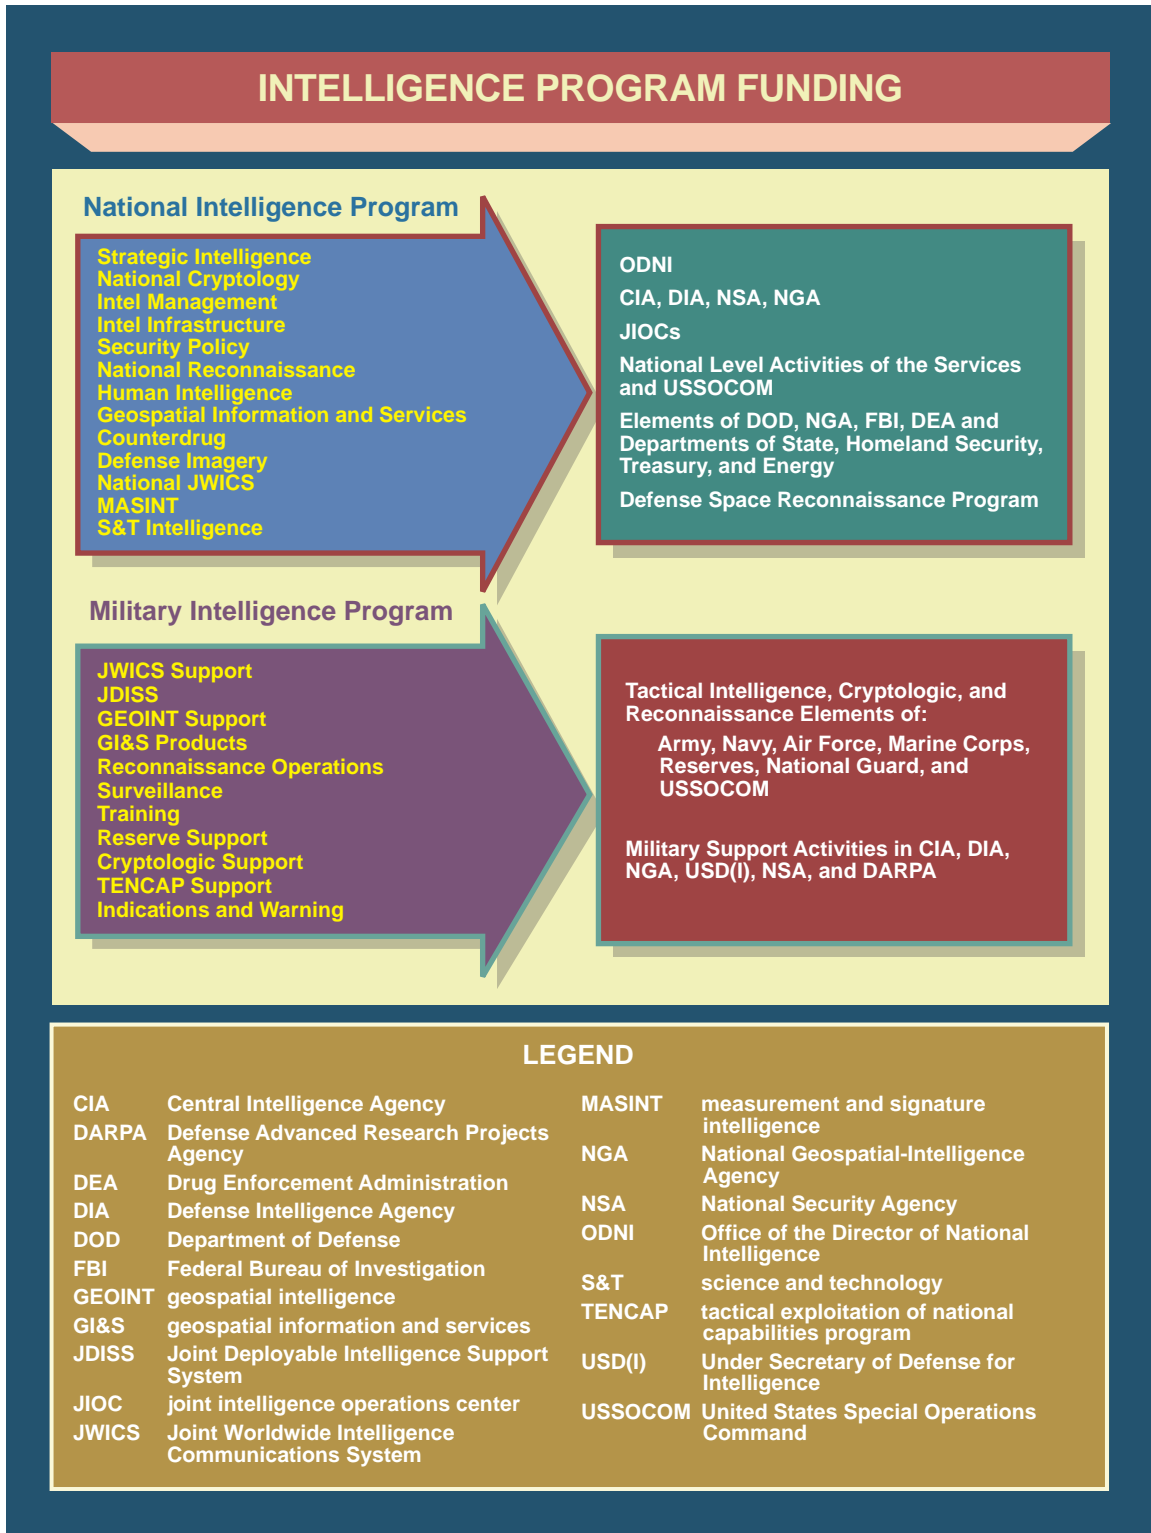 INTELLIGENCE PROGRAM FUNDING
National Intelligence Program
Strategic Intelligence
National Cryptology
Intel Management
Intel Infrastructure
Security Policy
National Reconnaissance
Human Intelligence
Geospatial Information and Services
Counterdrug
Defense Imagery
National JWICS
MASINT
S&T Intelligence
ODNI
CIA, DIA, NSA, NGA
JIOCs
National Level Activities of the Services
and USSOCOM
Elements of DOD, NGA, FBI, DEA and
Departments of State, Homeland Security,
Treasury, and Energy
Defense Space Reconnaissance Program
Military Intelligence Program
JWICS Support
JDISS
GEOINT Support
GI&S Products
Reconnaissance Operations
Surveillance
Training
Reserve Support
Cryptologic Support
TENCAP Support
Indications and Warning
Tactical Intelligence, Cryptologic, and
Reconnaissance Elements of:
Army, Navy, Air Force, Marine Corps,
Reserves, National Guard, and
USSOCOM
Military Support Activities in CIA, DIA,
NGA, USD(I), NSA, and DARPA
LEGEND
CIA Central Intelligence Agency
DARPA Defense Advanced Research Projects
Agency
DEA Drug Enforcement Administration
DIA Defense Intelligence Agency
DOD Department of Defense
FBI Federal Bureau of Investigation
GEOINT geospatial intelligence
GI&S geospatial information and services
JDISS Joint Deployable Intelligence Support
System
JIOC joint intelligence operations center
JWICS Joint Worldwide Intelligence
Communications System
MASINT measurement and signature
intelligence
NGA National Geospatial-Intelligence
Agency
NSA National Security Agency
ODNI Office of the Director of National
Intelligence
S&T science and technology
TENCAP tactical exploitation of national
capabilities program
USD(I) Under Secretary of Defense for
Intelligence
USSOCOM United States Special Operations
Command